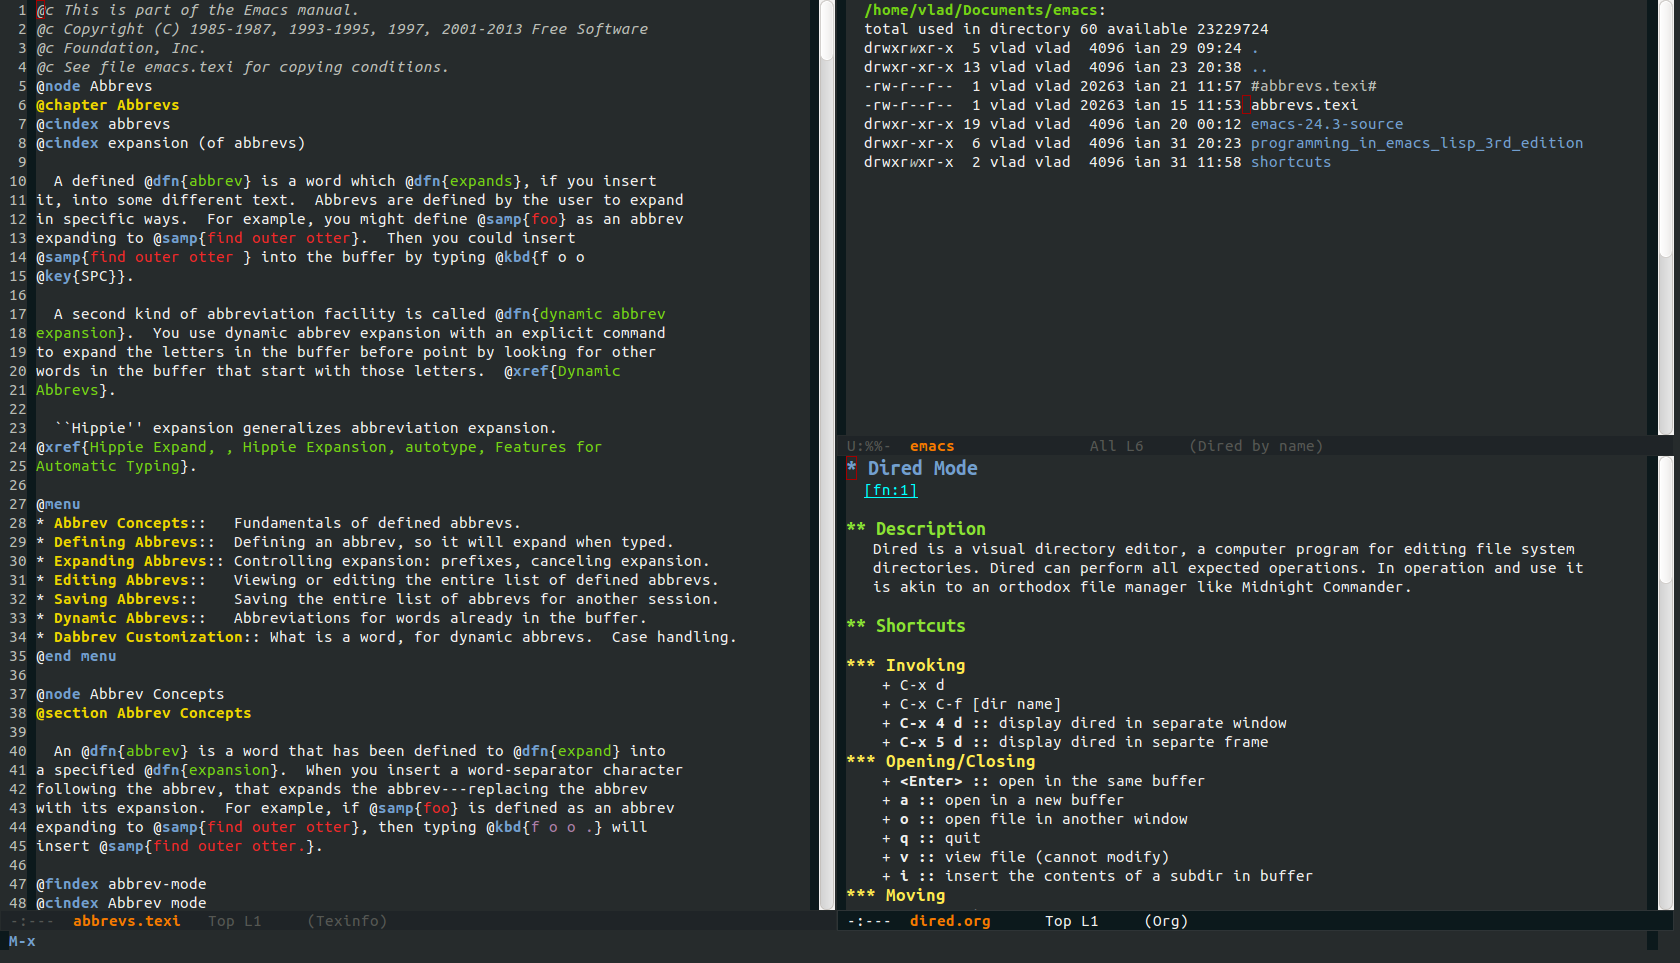 1 @c This is part of the Emacs manual.
2 @c Copyright (C) 1985-1987, 1993-1995, 1997, 2001-2013 Free Software
3 @c Foundation, Inc.
4 @c See file emacs.texi for copying conditions.
5 @node Abbrevs
6 @chapter Abbrevs
7 @cindex abbrevs
8 @cindex expansion (of abbrevs)
9
10   A defined @dfn{abbrev} is a word which @dfn{expands}, if you insert
11 it, into some different text.  Abbrevs are defined by the user to expand
12 in specific ways.  For example, you might define @samp{foo} as an abbrev
13 expanding to @samp{find outer otter}.  Then you could insert
14 @samp{find outer otter } into the buffer by typing @kbd{f o o
15 @key{SPC}}.
16
17   A second kind of abbreviation facility is called @dfn{dynamic abbrev
18 expansion}.  You use dynamic abbrev expansion with an explicit command
19 to expand the letters in the buffer before point by looking for other
20 words in the buffer that start with those letters.  @xref{Dynamic
21 Abbrevs}.
22
23   ``Hippie'' expansion generalizes abbreviation expansion.
24 @xref{Hippie Expand, , Hippie Expansion, autotype, Features for
25 Automatic Typing}.
26
27 @menu
28 * Abbrev Concepts::   Fundamentals of defined abbrevs.
29 * Defining Abbrevs::  Defining an abbrev, so it will expand when typed.
30 * Expanding Abbrevs:: Controlling expansion: prefixes, canceling expansion.
31 * Editing Abbrevs::   Viewing or editing the entire list of defined abbrevs.
32 * Saving Abbrevs::    Saving the entire list of abbrevs for another session.
33 * Dynamic Abbrevs::   Abbreviations for words already in the buffer.
34 * Dabbrev Customization:: What is a word, for dynamic abbrevs.  Case handling.
35 @end menu
36
37 @node Abbrev Concepts
38 @section Abbrev Concepts
39
40   An @dfn{abbrev} is a word that has been defined to @dfn{expand} into
41 a specified @dfn{expansion}.  When you insert a word-separator character
42 following the abbrev, that expands the abbrev---replacing the abbrev
43 with its expansion.  For example, if @samp{foo} is defined as an abbrev
44 expanding to @samp{find outer otter}, then typing @kbd{f o o .} will
45 insert @samp{find outer otter.}.
46
47 @findex abbrev-mode
48 @cindex Abbrev mode
-:---  abbrevs.texi   Top L1     (Texinfo)
/home/vlad/Documents/emacs:
total used in directory 60 available 23229724
drwxrwxr-x  5 vlad vlad  4096 ian 29 09:24 .
drwxr-xr-x 13 vlad vlad  4096 ian 23 20:38 ..
-rw-r--r--  1 vlad vlad 20263 ian 21 11:57 #abbrevs.texi#
-rw-r--r--  1 vlad vlad 20263 ian 15 11:53 abbrevs.texi
drwxr-xr-x 19 vlad vlad  4096 ian 20 00:12 emacs-24.3-source
drwxr-xr-x  6 vlad vlad  4096 ian 31 20:23 programming_in_emacs_lisp_3rd_edition
drwxrwxr-x  2 vlad vlad  4096 ian 31 11:58 shortcuts
U:%%-  emacs               All L6     (Dired by name)
* Dired Mode
[fn:1]
** Description
Dired is a visual directory editor, a computer program for editing file system
directories. Dired can perform all expected operations. In operation and use it
is akin to an orthodox file manager like Midnight Commander.
** Shortcuts
*** Invoking
+ C-x d
+ C-x C-f [dir name]
+ C-x 4 d :: display dired in separate window
+ C-x 5 d :: display dired in separte frame
*** Opening/Closing
+ <Enter> :: open in the same buffer
+ a :: open in a new buffer
+ o :: open file in another window
+ q :: quit
+ v :: view file (cannot modify)
+ i :: insert the contents of a subdir in buffer
*** Moving
-:---  dired.org      Top L1     (Org)
M-x